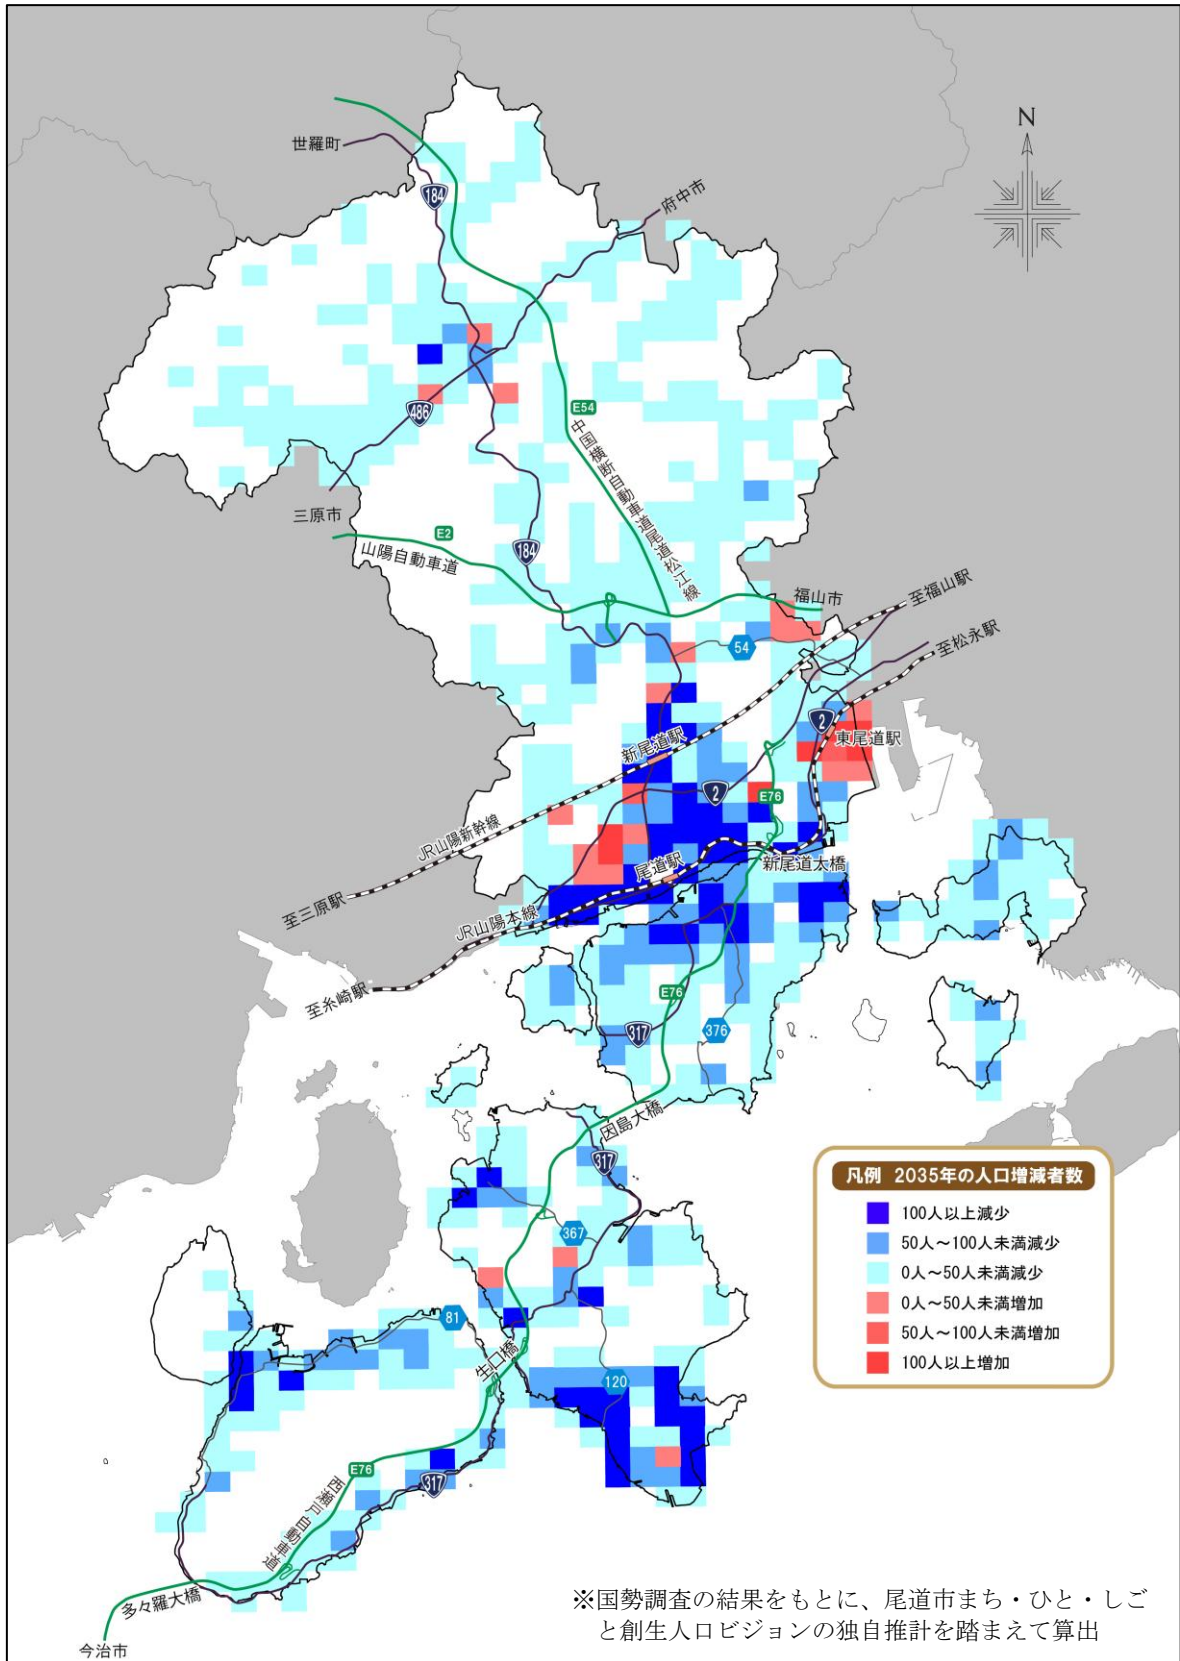 世羅町
184
府中市
N
486
E54
中国横断自動車道尾道松江線
三原市
E2
山陽自動車道
184
福山市
至福山駅
至松永駅
54
2
東尾道駅
新尾道駅
2
E76
JR山陽新幹線
尾道駅
新尾道大橋
至三原駅
JR山陽本線
至糸崎駅
E76
317
376
因島大橋
317
367
81
生口橋
120
E76
317
西瀬戸自動車道
多々羅大橋
今治市
凡例 2035年の人口増減者数
100人以上減少
50人～100人未満減少
0人～50人未満減少
0人～50人未満増加
50人～100人未満増加
100人以上増加
※国勢調査の結果をもとに、尾道市まち・ひと・しご
と創生人口ビジョンの独自推計を踏まえて算出